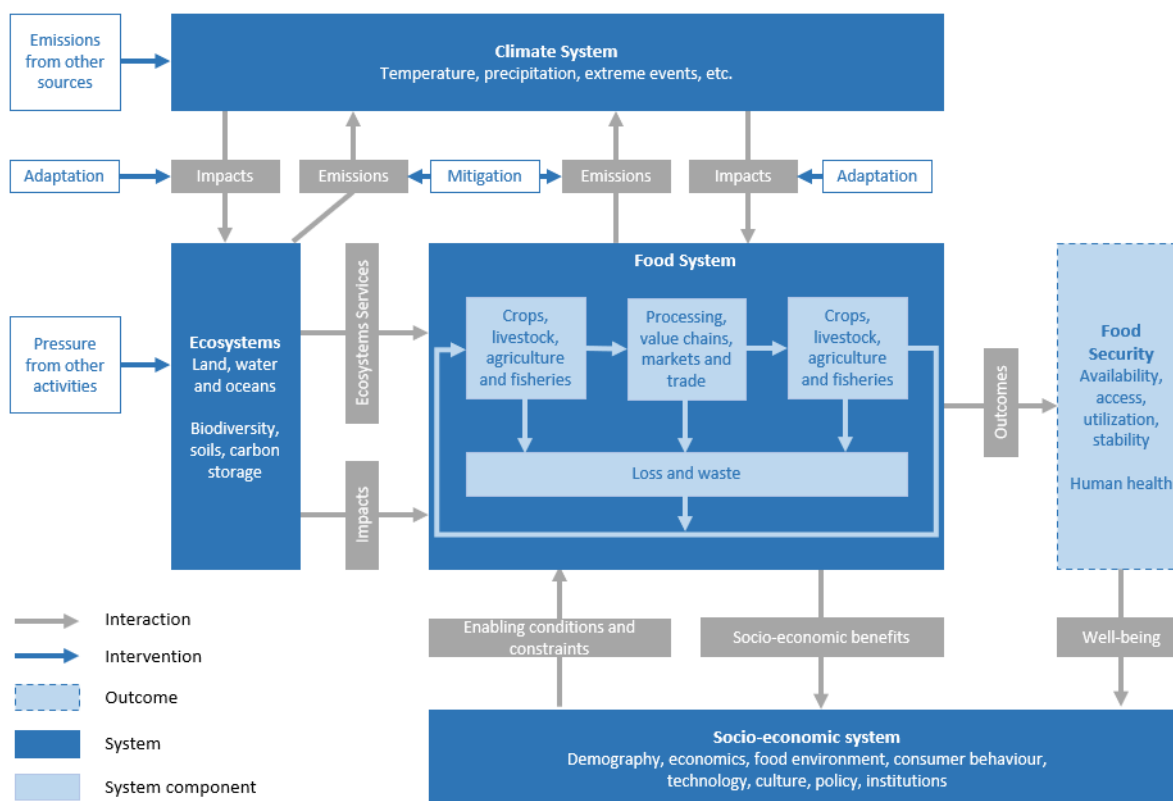 Emissions
from other
sources
Climate System
Temperature, precipitation, extreme events, etc.
Adaptation
Impacts
Emissions
Mitigation
Emissions
Impacts
Adaptation
Pressure
from other
activities
Ecosystems
Land, water
and oceans
Biodiversity,
soils, carbon
storage
Ecosystems Services
Impacts
Food System
Crops,
livestock,
agriculture
and fisheries
Processing,
value chains,
markets and
trade
Crops,
livestock,
agriculture
and fisheries
Loss and waste
Outcomes
Food
Security
Availability,
access,
utilization,
stability
Human health
Interaction
Intervention
Outcome
System
System component
Enabling conditions and
constraints
Socio-economic benefits
Well-being
Socio-economic system
Demography, economics, food environment, consumer behaviour,
technology, culture, policy, institutions